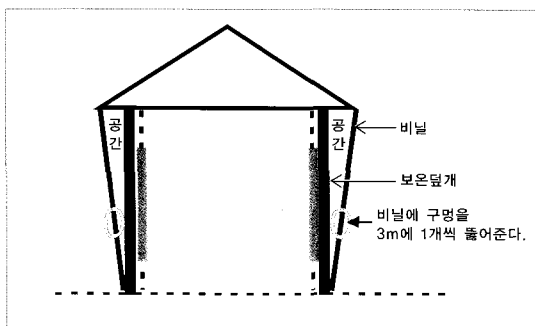 공간
공간
비닐
보온덮개
비닐에 구멍을
3m에 1개씩 뚫어준다.